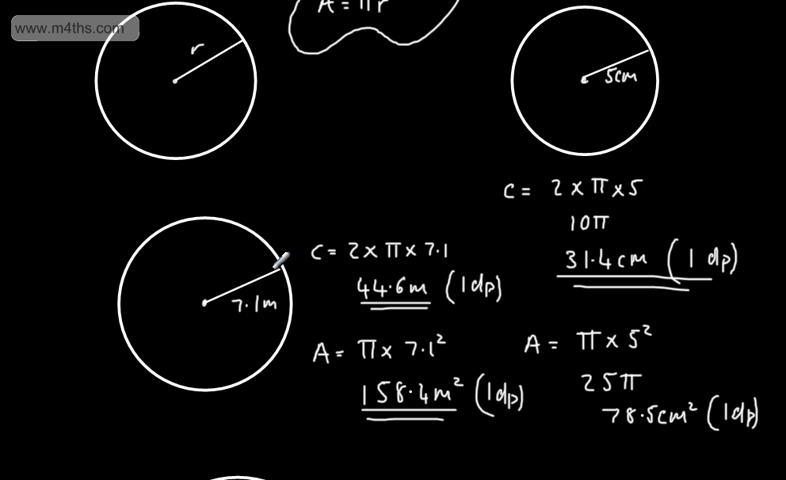 www.m4ths.com
A = πr
r
5cm
C = 2 × π × 5
10π
31.4cm (1 dp)
C = 2 × π × 7.1
44.6m (1dp)
7.1m
A = π × 7.1²
158.4m² (1dp)
A = π × 5²
25π
78.5cm² (1dp)